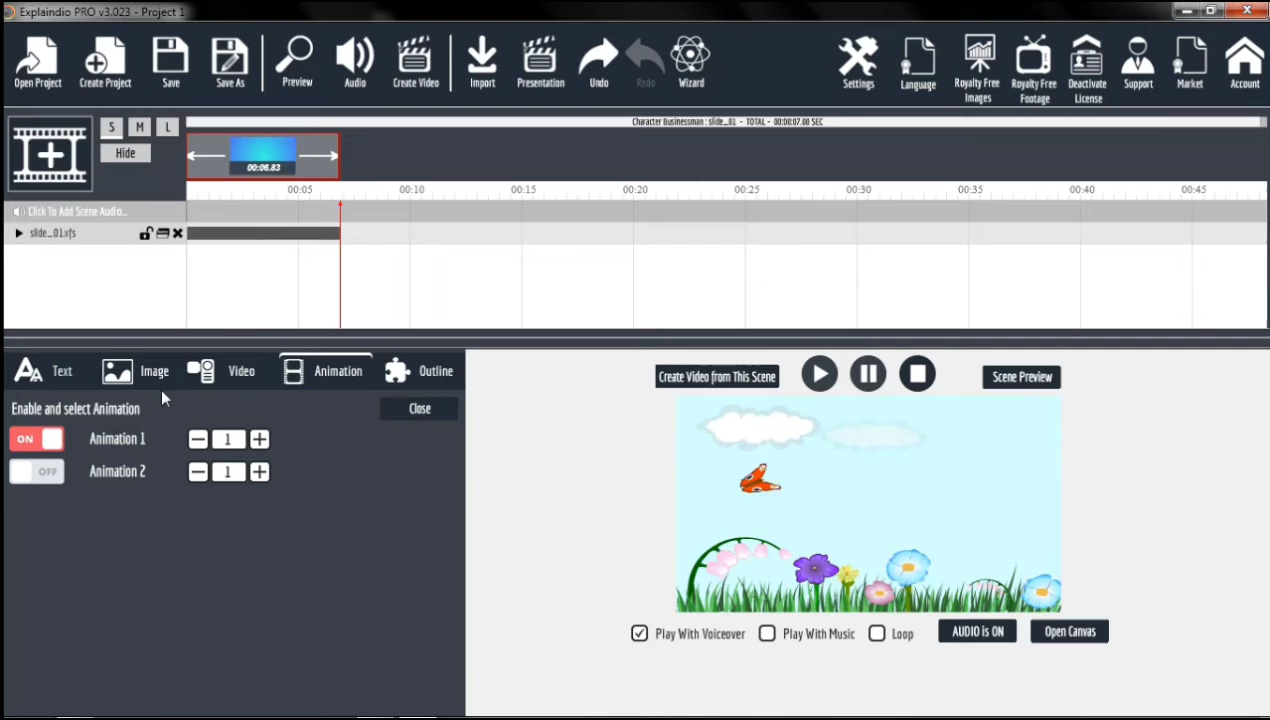 Explaindio PRO v3.023 - Project 1
Open Project
Create Project
Save
Save As
Preview
Audio
Create Video
Import
Presentation
Undo
Redo
Wizard
Settings
Language
Royalty Free
Images
Royalty Free
Footage
Deactivate
License
Support
Market
Account
S M L
Hide
Character Businessman : slide_01 - TOTAL - 00:00:07.00 SEC
00:06.83
00:05 00:10 00:15 00:20 00:25 00:30 00:35 00:40 00:45
Click To Add Scene Audio...
slide_01.xfs
Text Image Video Animation Outline
Enable and select Animation
Close
ON Animation 1 1
OFF Animation 2 1
Create Video from This Scene
Scene Preview
Play With Voiceover Play With Music Loop AUDIO is ON Open Canvas